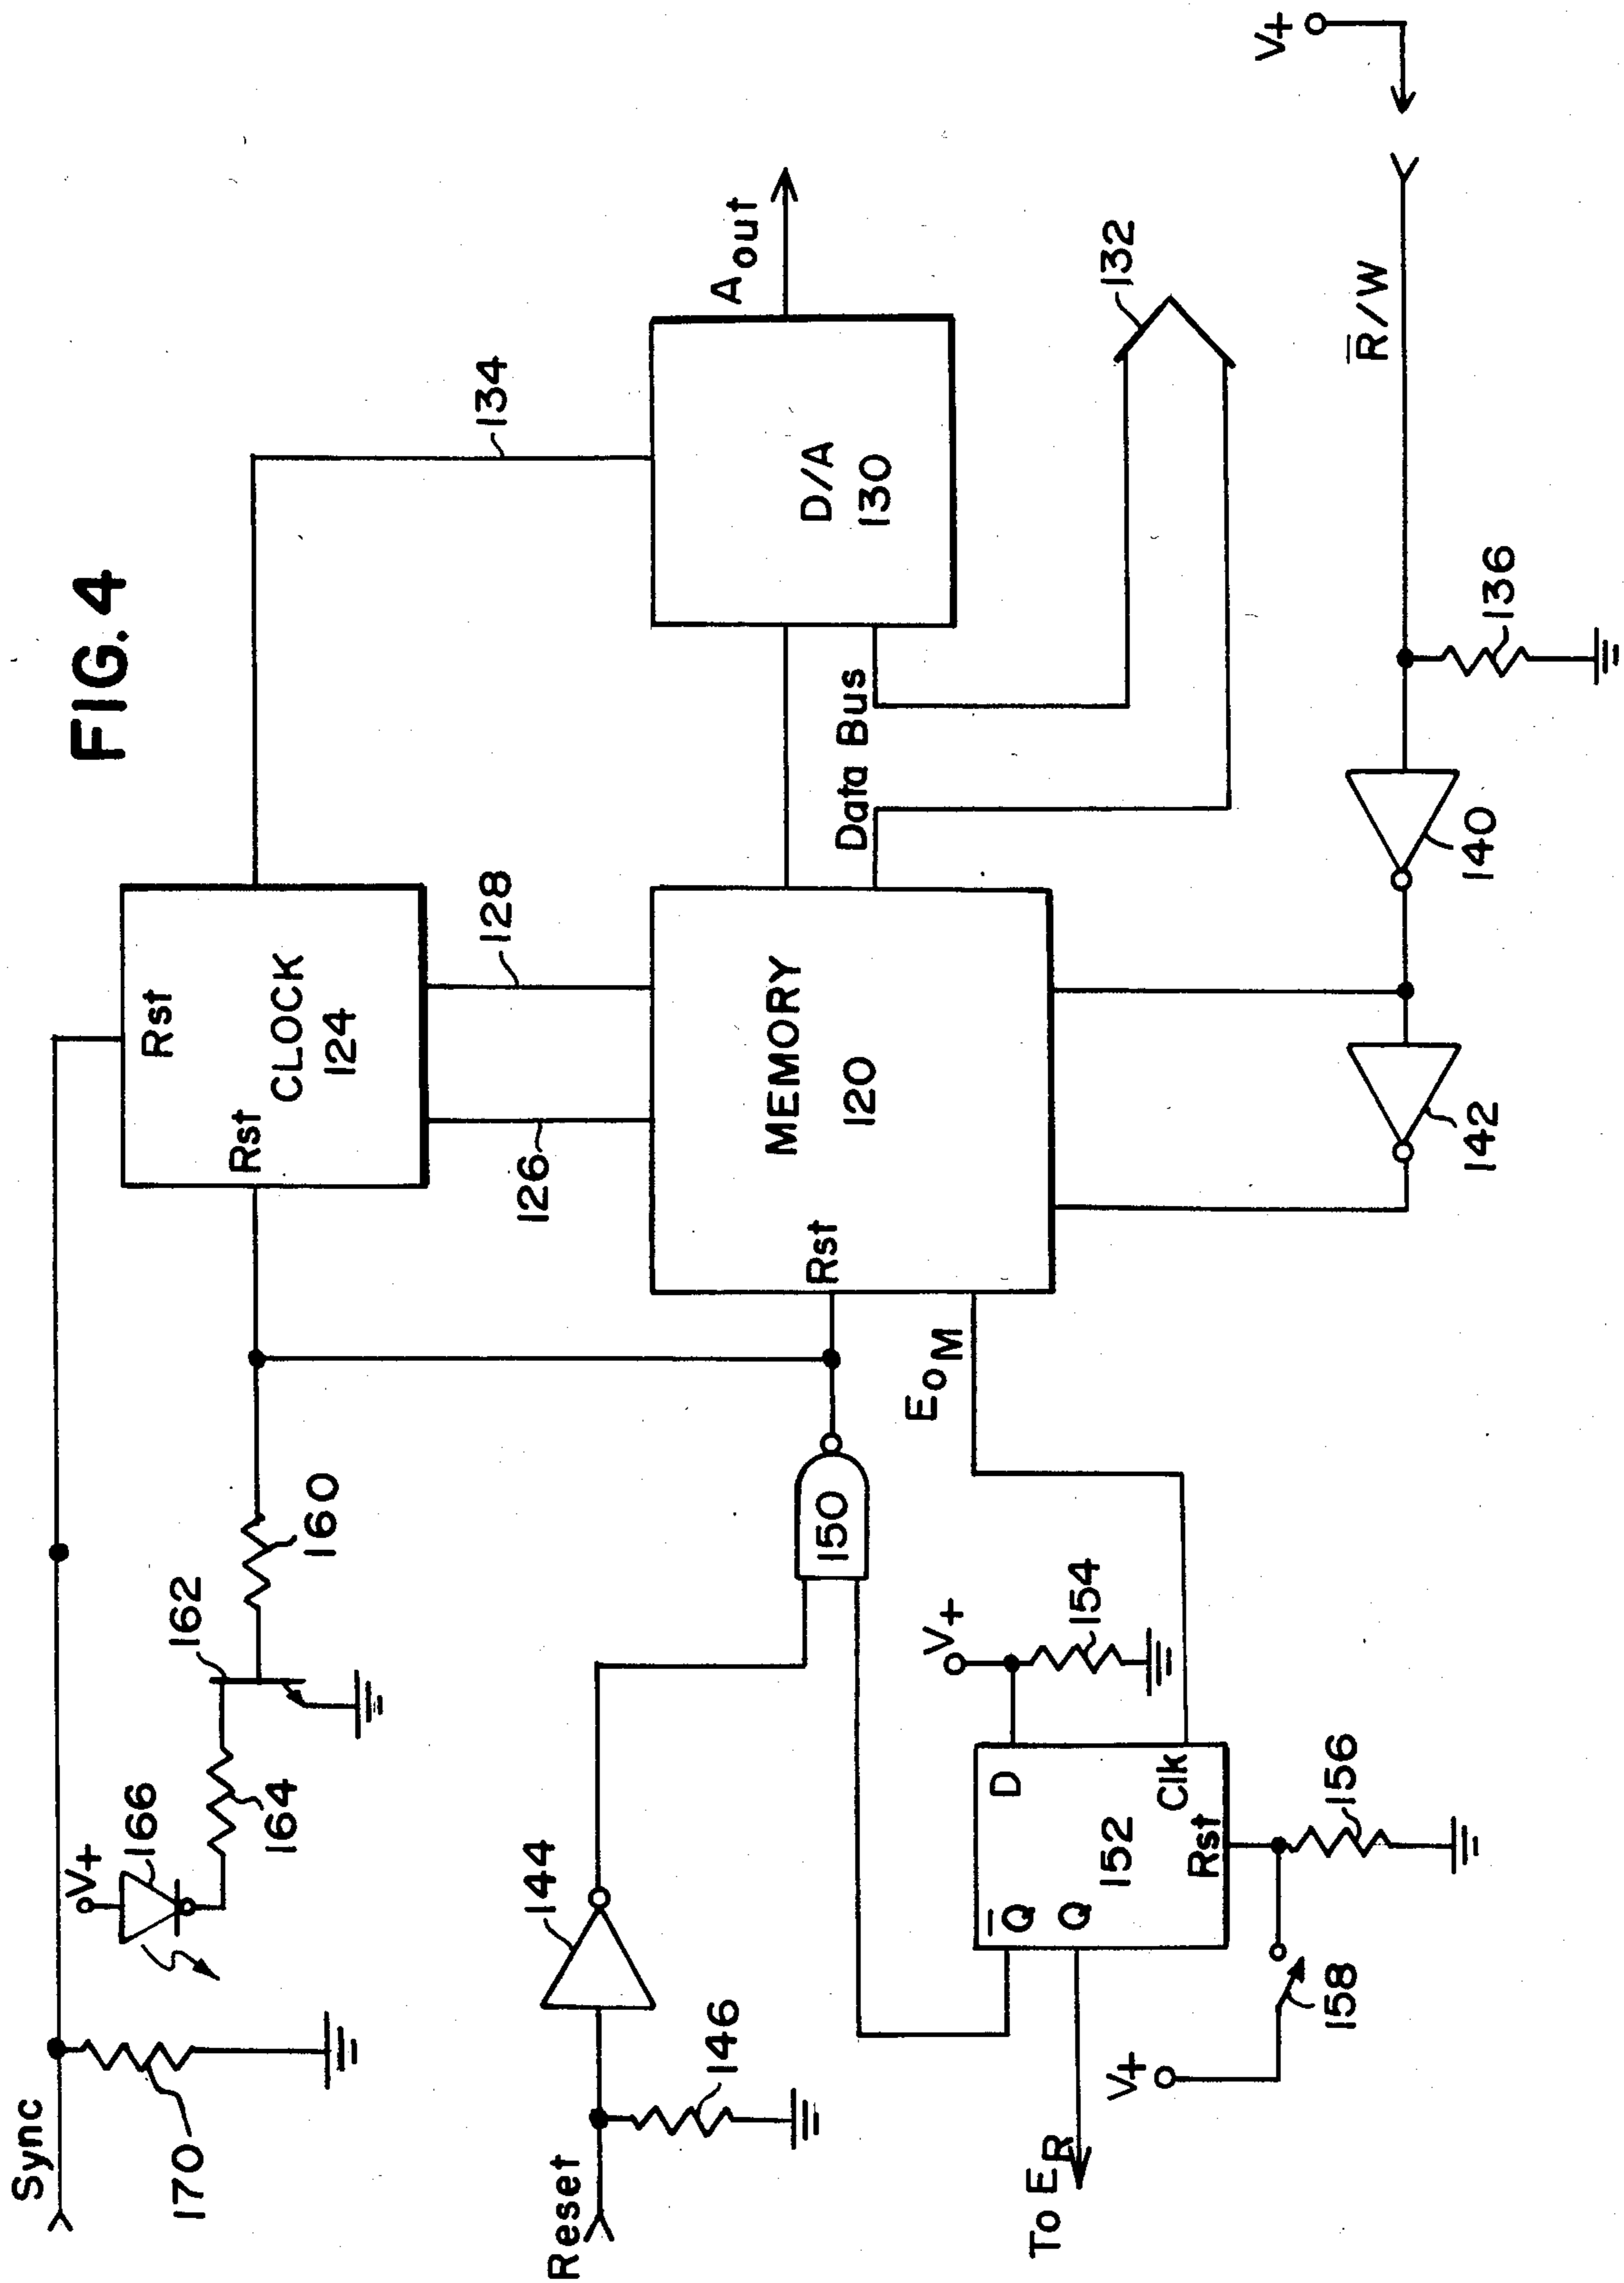 FIG. 4
Sync
170
V+
166
164
162
160
Rst
Rst
CLOCK
124
134
126
128
Reset
146
144
150
Rst
MEMORY
120
EOM
Data Bus
D/A
130
Aout
132
To ER
Q̅
Q
D
152
Clk
Rst
V+
154
156
V+
158
142
140
136
R̅/W
V+